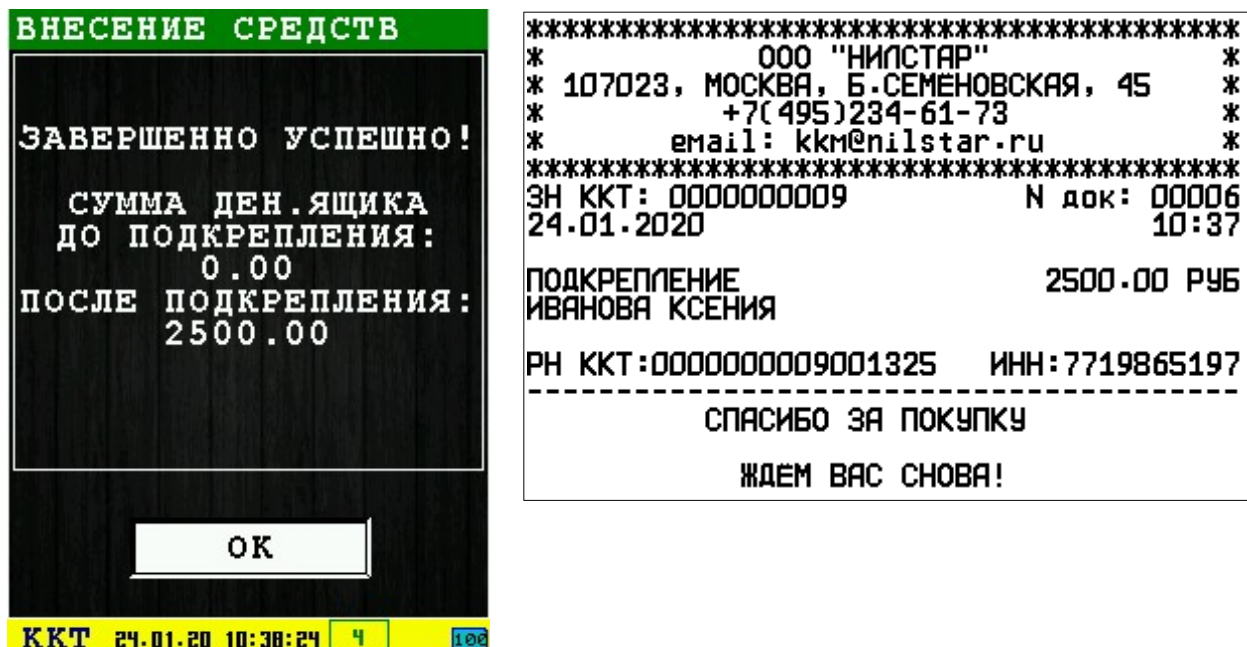 ВНЕСЕНИЕ СРЕДСТВ
ЗАВЕРШЕННО УСПЕШНО!
СУММА ДЕН.ЯЩИКА
ДО ПОДКРЕПЛЕНИЯ:
0.00
ПОСЛЕ ПОДКРЕПЛЕНИЯ:
2500.00
ОК
ККТ 24.01.20 10:38:24 4 100
****************************************
* ООО "НИЛСТАР" *
* 107023, МОСКВА, Б.СЕМЕНОВСКАЯ, 45 *
* +7(495)234-61-73 *
* email: kkm@nilstar.ru *
****************************************
ЗН ККТ: 0000000009 N док: 00006
24.01.2020 10:37
ПОДКРЕПЛЕНИЕ 2500.00 РУБ
ИВАНОВА КСЕНИЯ
РН ККТ:0000000009001325 ИНН:7719865197
----------------------------------------
СПАСИБО ЗА ПОКУПКУ
ЖДЕМ ВАС СНОВА!